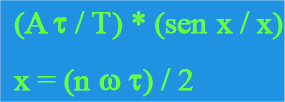 (A τ / T) * (sen x / x)
x = (n ω τ) / 2